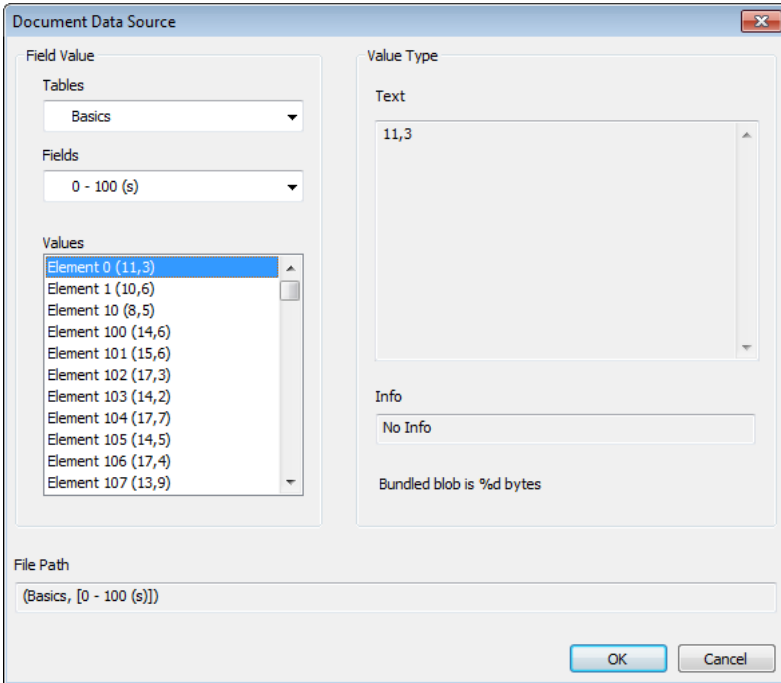 Document Data Source
Field Value
Tables
Basics
Fields
0 - 100 (s)
Values
Element 0 (11,3)
Element 1 (10,6)
Element 10 (8,5)
Element 100 (14,6)
Element 101 (15,6)
Element 102 (17,3)
Element 103 (14,2)
Element 104 (17,7)
Element 105 (14,5)
Element 106 (17,4)
Element 107 (13,9)
Value Type
Text
11,3
Info
No Info
Bundled blob is %d bytes
File Path
(Basics, [0 - 100 (s)])
OK
Cancel